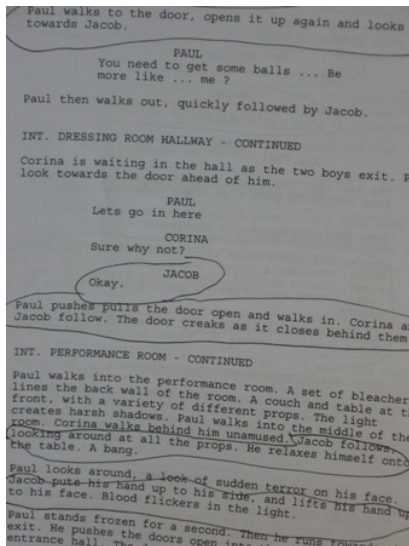 Paul walks to the door, opens it up again and looks
towards Jacob.
PAUL
You need to get some balls ... Be
more like ... me ?
Paul then walks out, quickly followed by Jacob.
INT. DRESSING ROOM HALLWAY - CONTINUED
Corina is waiting in the hall as the two boys exit.
look towards the door ahead of him.
PAUL
Lets go in here
CORINA
Sure why not?
JACOB
Okay.
Paul pushes pulls the door open and walks in. Corina
Jacob follow. The door creaks as it closes behind them
INT. PERFORMANCE ROOM - CONTINUED
Paul walks into the performance room. A set of bleacher
lines the back wall of the room. A couch and table at
front, with a variety of different props. The light
creates harsh shadows. Paul walks into the middle of the
room. Corina walks behind him unamused. Jacob follows,
looking around at all the props. He relaxes himself onto
the table. A bang.
Paul looks around, a look of sudden terror on his face.
Jacob puts his hand up to his side, and lifts his hand up
to his face. Blood flickers in the light.
Paul stands frozen for a second. Then he runs towards
exit. He pushes the doors open
entrance hall.